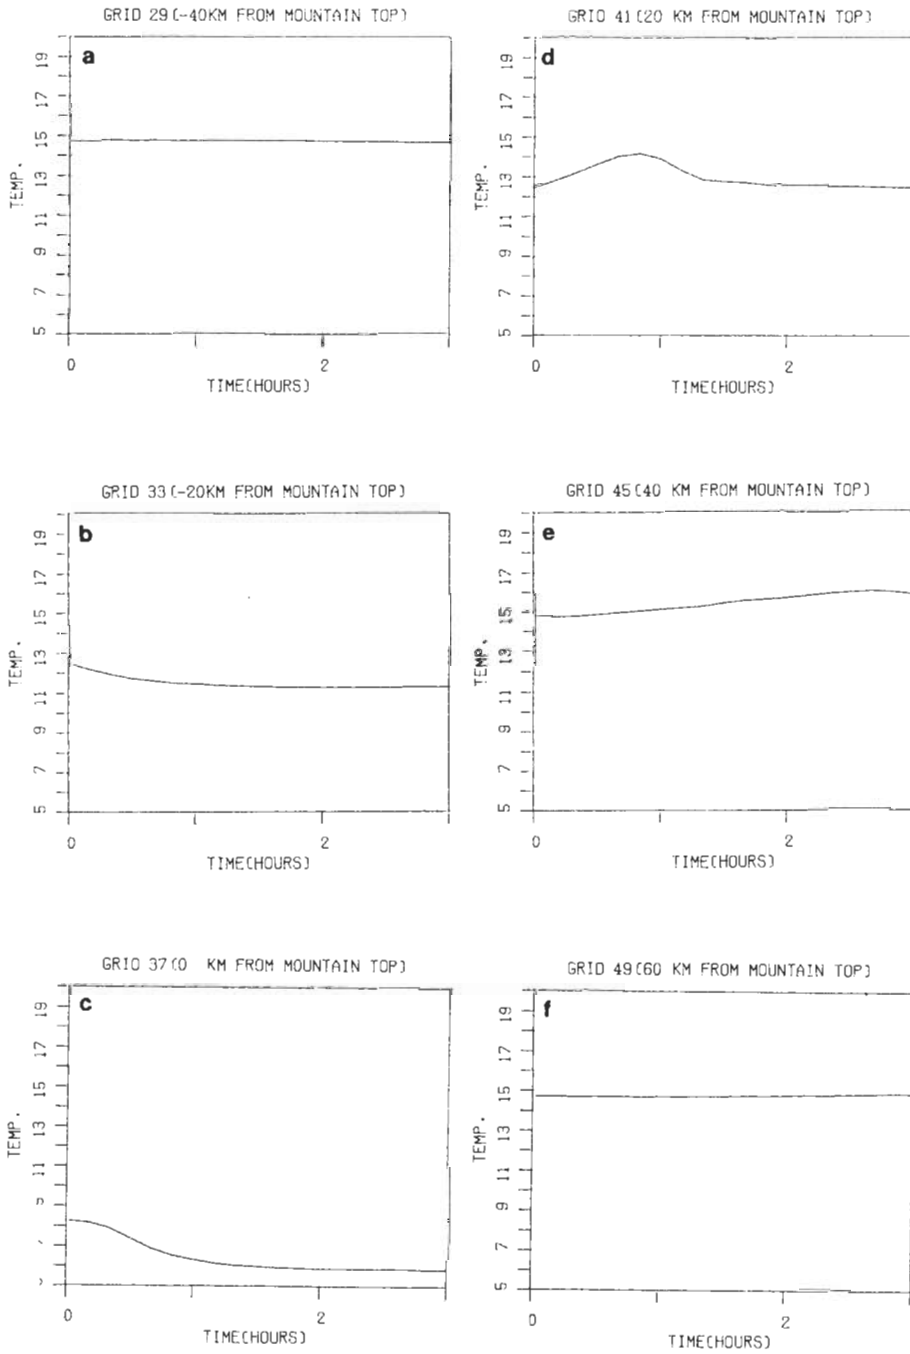 GRID 29(-40KM FROM MOUNTAIN TOP)
a
19
17
15
13
11
9
7
5
TEMP.
0
2
TIME(HOURS)
GRID 41(20 KM FROM MOUNTAIN TOP)
d
19
17
15
13
11
9
7
5
TEMP.
0
2
TIME(HOURS)
GRID 33(-20KM FROM MOUNTAIN TOP)
b
19
17
15
13
11
9
7
5
TEMP.
0
2
TIME(HOURS)
GRID 45(40 KM FROM MOUNTAIN TOP)
e
19
17
15
13
11
9
7
5
TEMP.
0
2
TIME(HOURS)
GRID 37(0 KM FROM MOUNTAIN TOP)
c
19
17
15
13
11
TEMP.
0
2
TIME(HOURS)
GRID 49(60 KM FROM MOUNTAIN TOP)
f
19
17
15
13
11
9
7
5
TEMP.
0
2
TIME(HOURS)